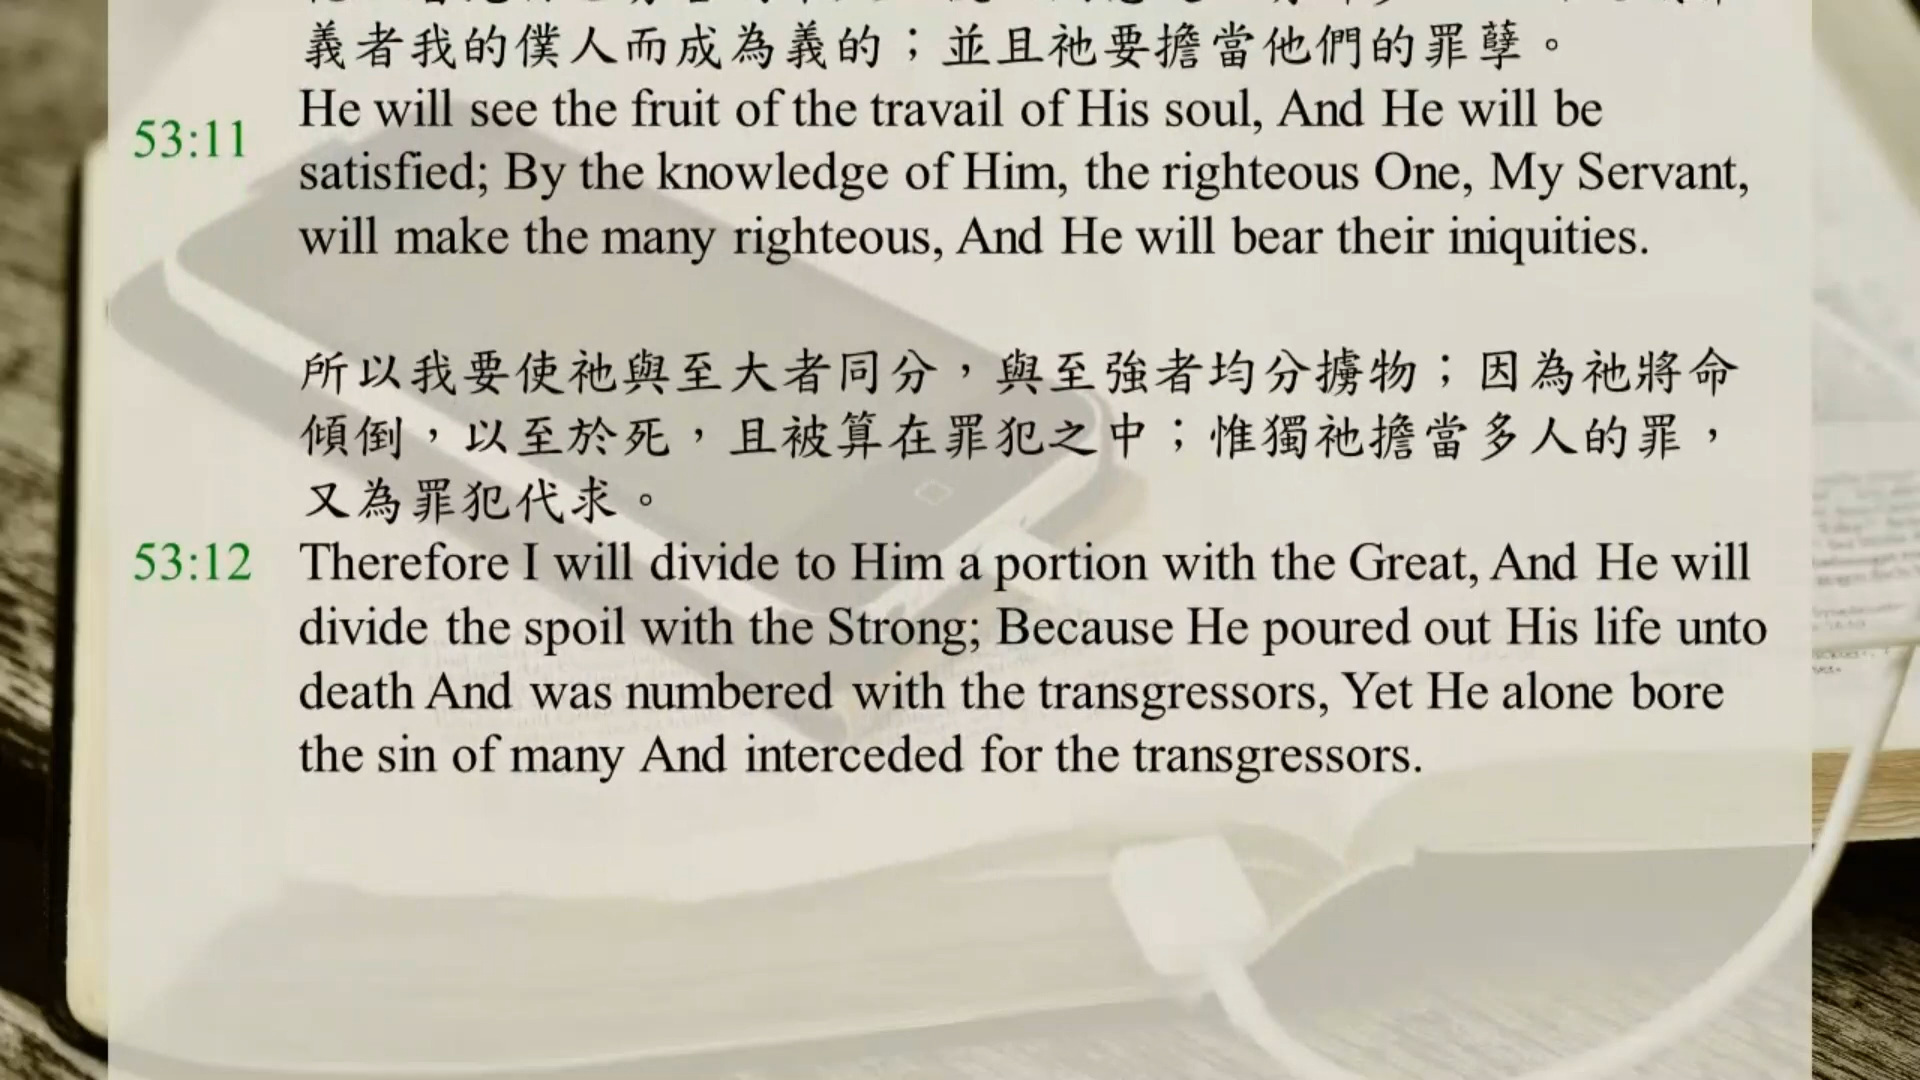 義者我的僕人而成為義的；並且祂要擔當他們的罪孽。
53:11
He will see the fruit of the travail of His soul, And He will be
satisfied; By the knowledge of Him, the righteous One, My Servant,
will make the many righteous, And He will bear their iniquities.
所以我要使祂與至大者同分，與至強者均分擄物；因為祂將命
傾倒，以至於死，且被算在罪犯之中；惟獨祂擔當多人的罪，
又為罪犯代求。
53:12
Therefore I will divide to Him a portion with the Great, And He will
divide the spoil with the Strong; Because He poured out His life unto
death And was numbered with the transgressors, Yet He alone bore
the sin of many And interceded for the transgressors.